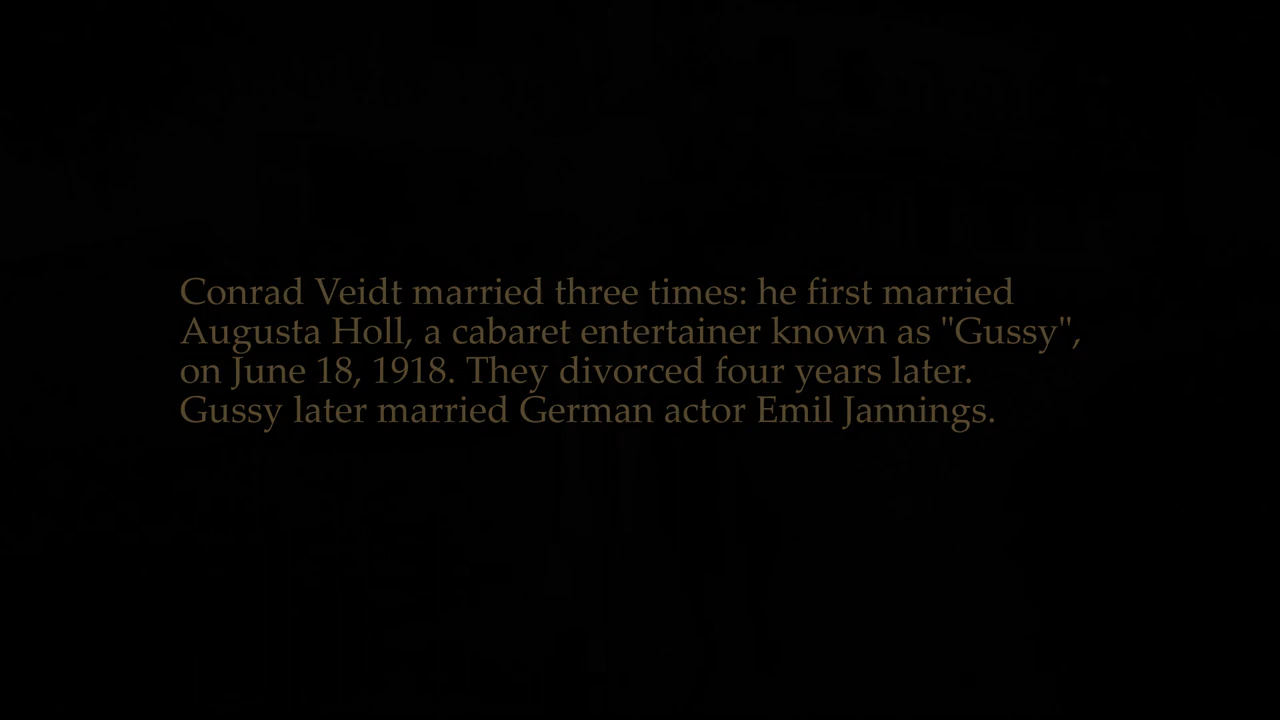 Conrad Veidt married three times: he first married
Augusta Holl, a cabaret entertainer known as "Gussy",
on June 18, 1918. They divorced four years later.
Gussy later married German actor Emil Jannings.